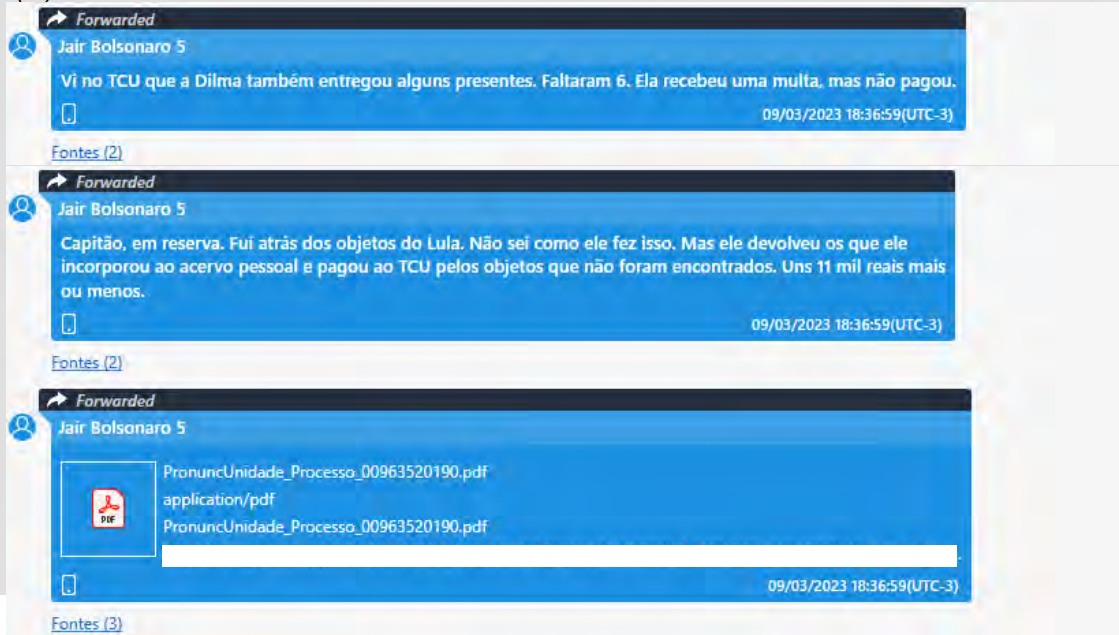 Forwarded
Jair Bolsonaro 5
Vi no TCU que a Dilma também entregou alguns presentes. Faltaram 6. Ela recebeu uma multa, mas não pagou.
09/03/2023 18:36:59(UTC-3)
Fontes (2)
Forwarded
Jair Bolsonaro 5
Capitão, em reserva. Fui atrás dos objetos do Lula. Não sei como ele fez isso. Mas ele devolveu os que ele
incorporou ao acervo pessoal e pagou ao TCU pelos objetos que não foram encontrados. Uns 11 mil reais mais
ou menos.
09/03/2023 18:36:59(UTC-3)
Fontes (2)
Forwarded
Jair Bolsonaro 5
PronuncUnidade_Processo_00963520190.pdf
application/pdf
PDF
PronuncUnidade_Processo_00963520190.pdf
09/03/2023 18:36:59(UTC-3)
Fontes (3)